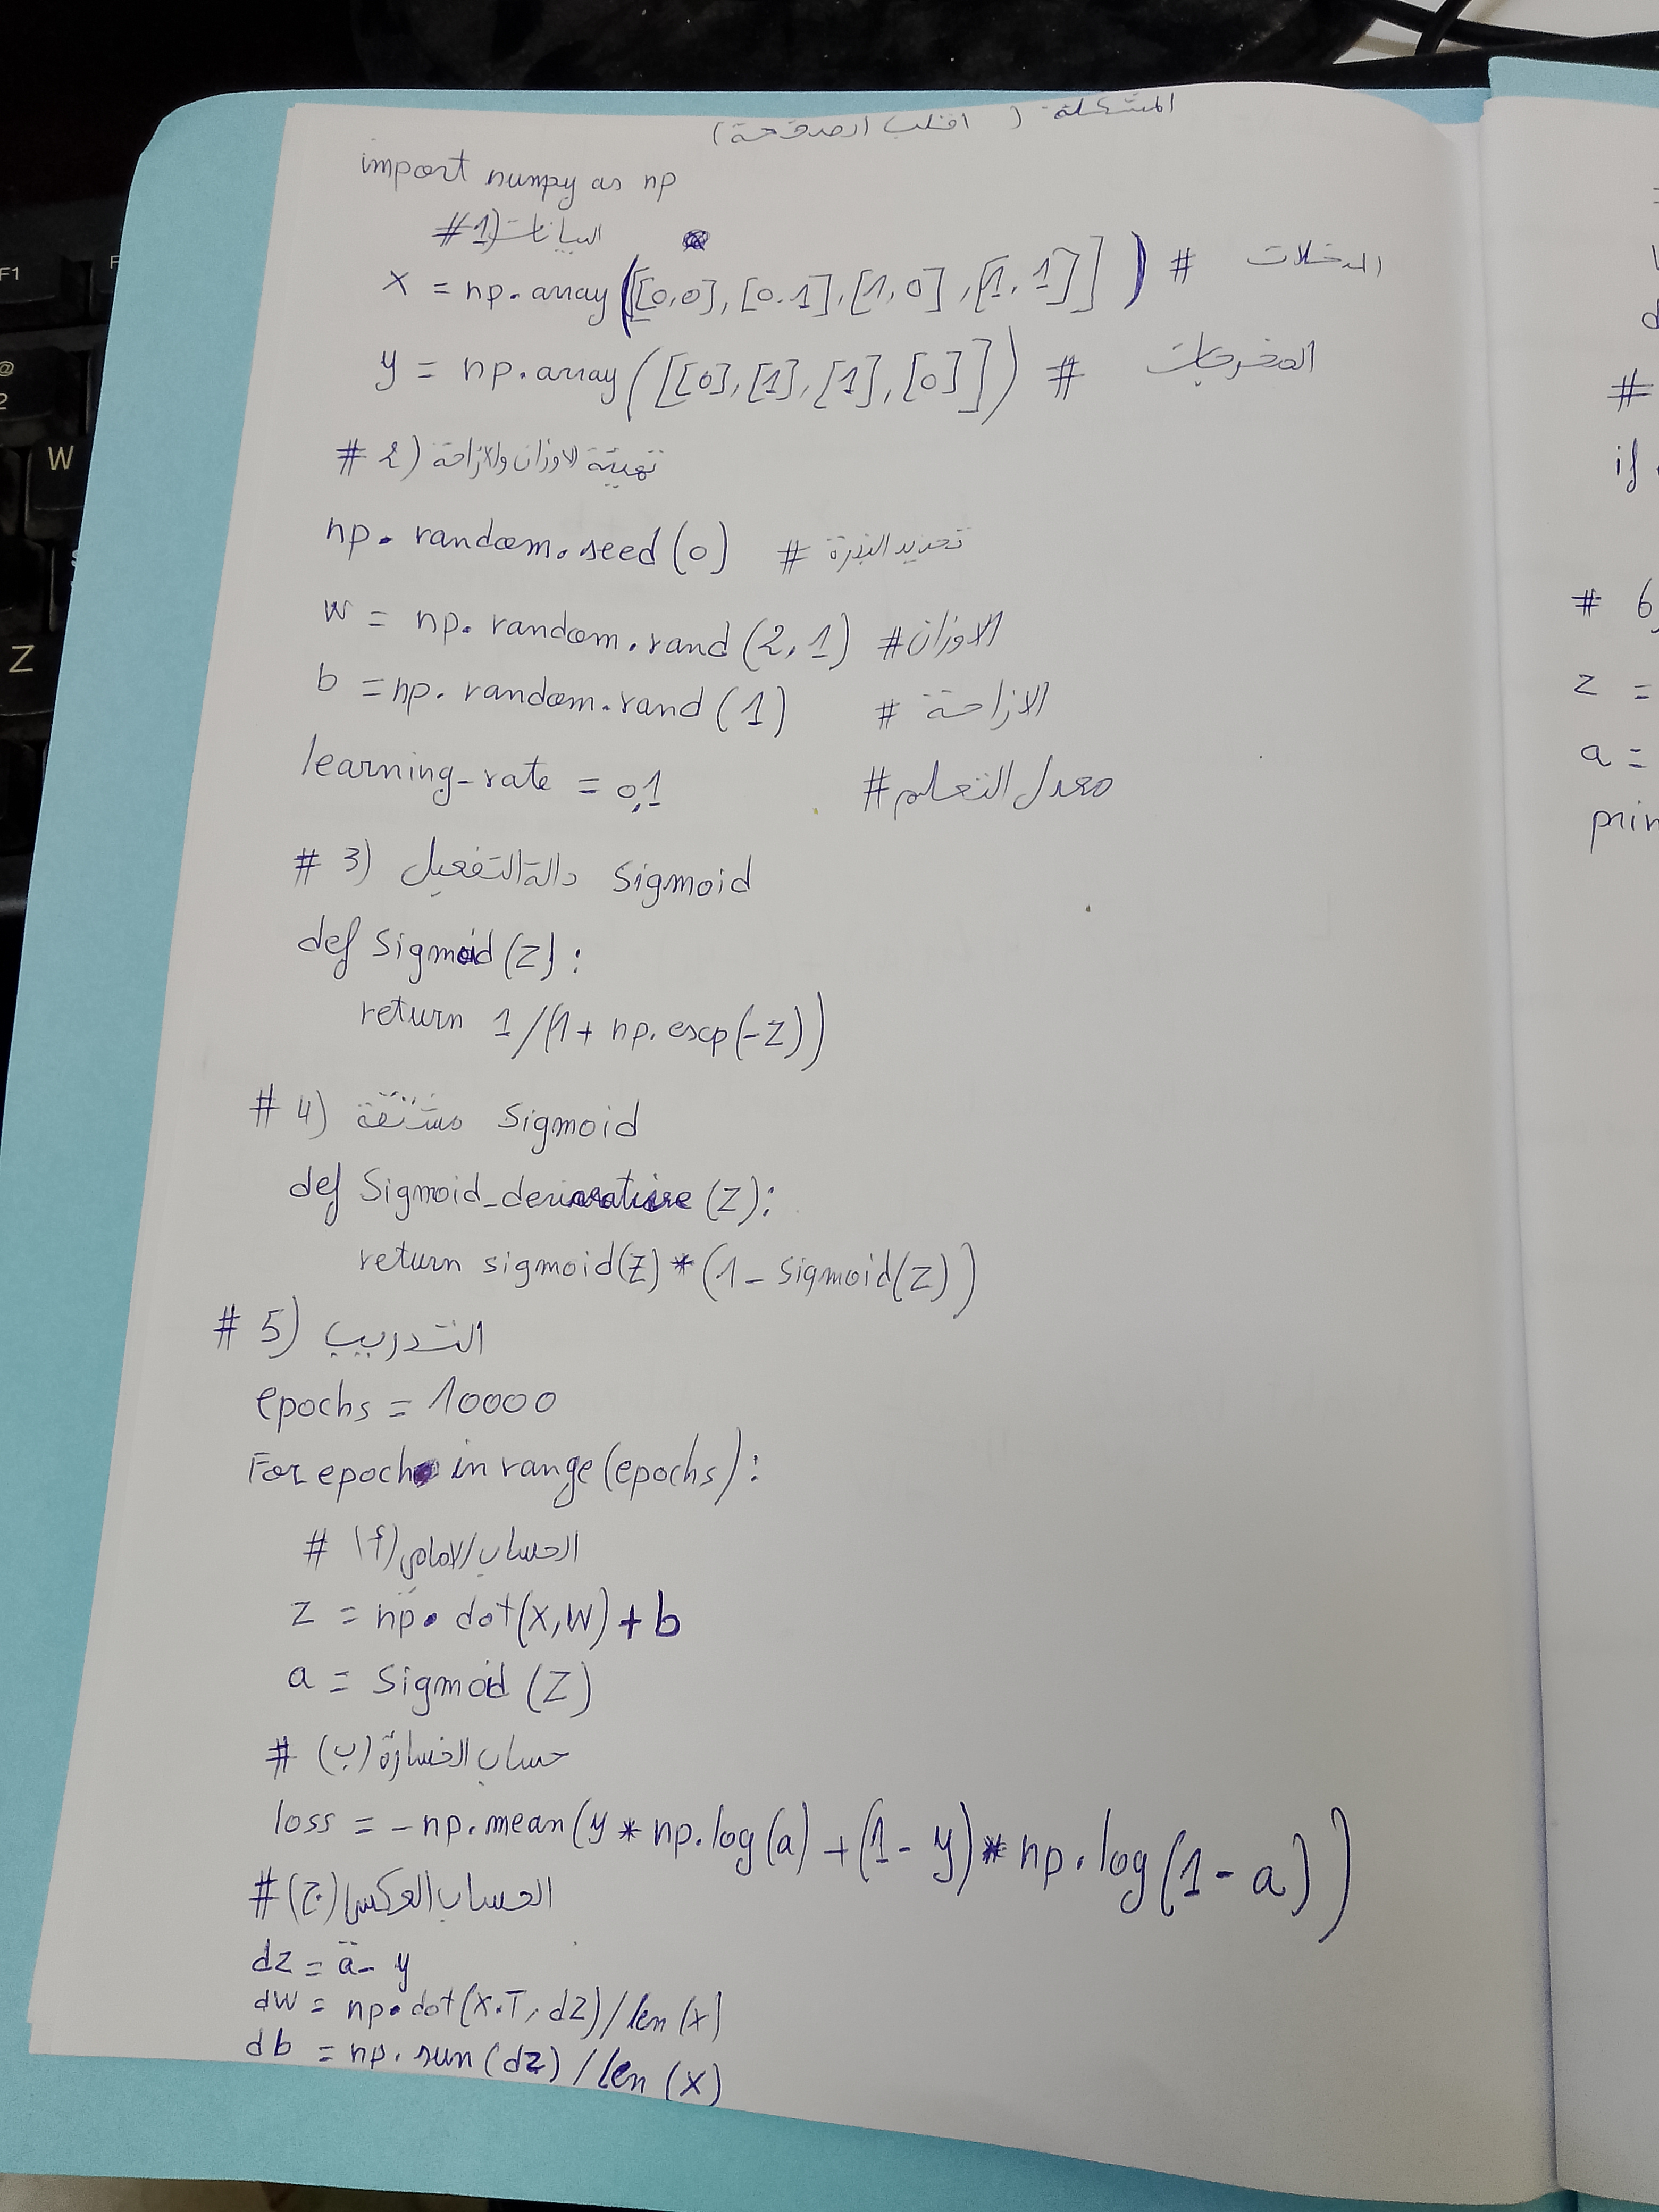 المشكلة ( اقلب الصفحة)
import numpy as np
#1) البيانات
X = np.array([[0,0],[0.1],[1,0],[1,1]]) # المدخلات
y = np.array([[0],[1],[1],[0]]) # المخرجات
# 2) تهيئة الاوزان والازاحة
np.random.seed(0) # تحديد البذرة
W = np.random.rand(2,1) # الاوزان
b = np.random.rand(1) # الازاحة
learning_rate = 0,1 # معدل التعلم
# 3) دالة التفعيل Sigmoid
def Sigmoid (Z):
return 1/(1+ np.exp(-Z))
# 4) مشتقة Sigmoid
def Sigmoid_derivative (Z):
return sigmoid(Z)*(1- Sigmoid(Z))
# 5) التدريب
epochs = 10000
For epoch in range(epochs):
# أ) الحساب الامامي
Z = np.dot(X,W)+b
a = Sigmoid (Z)
# (ب) حساب الخسارة
loss = -np.mean(y * np.log(a) + (1- y)* np.log(1- a))
# (ج) الحساب العكسي
dZ = a- y
dW = np.dot(X.T, dZ)/len(X)
db = np.sum(dz)/len(X)
#
if
# 6)
Z =
a =
prin